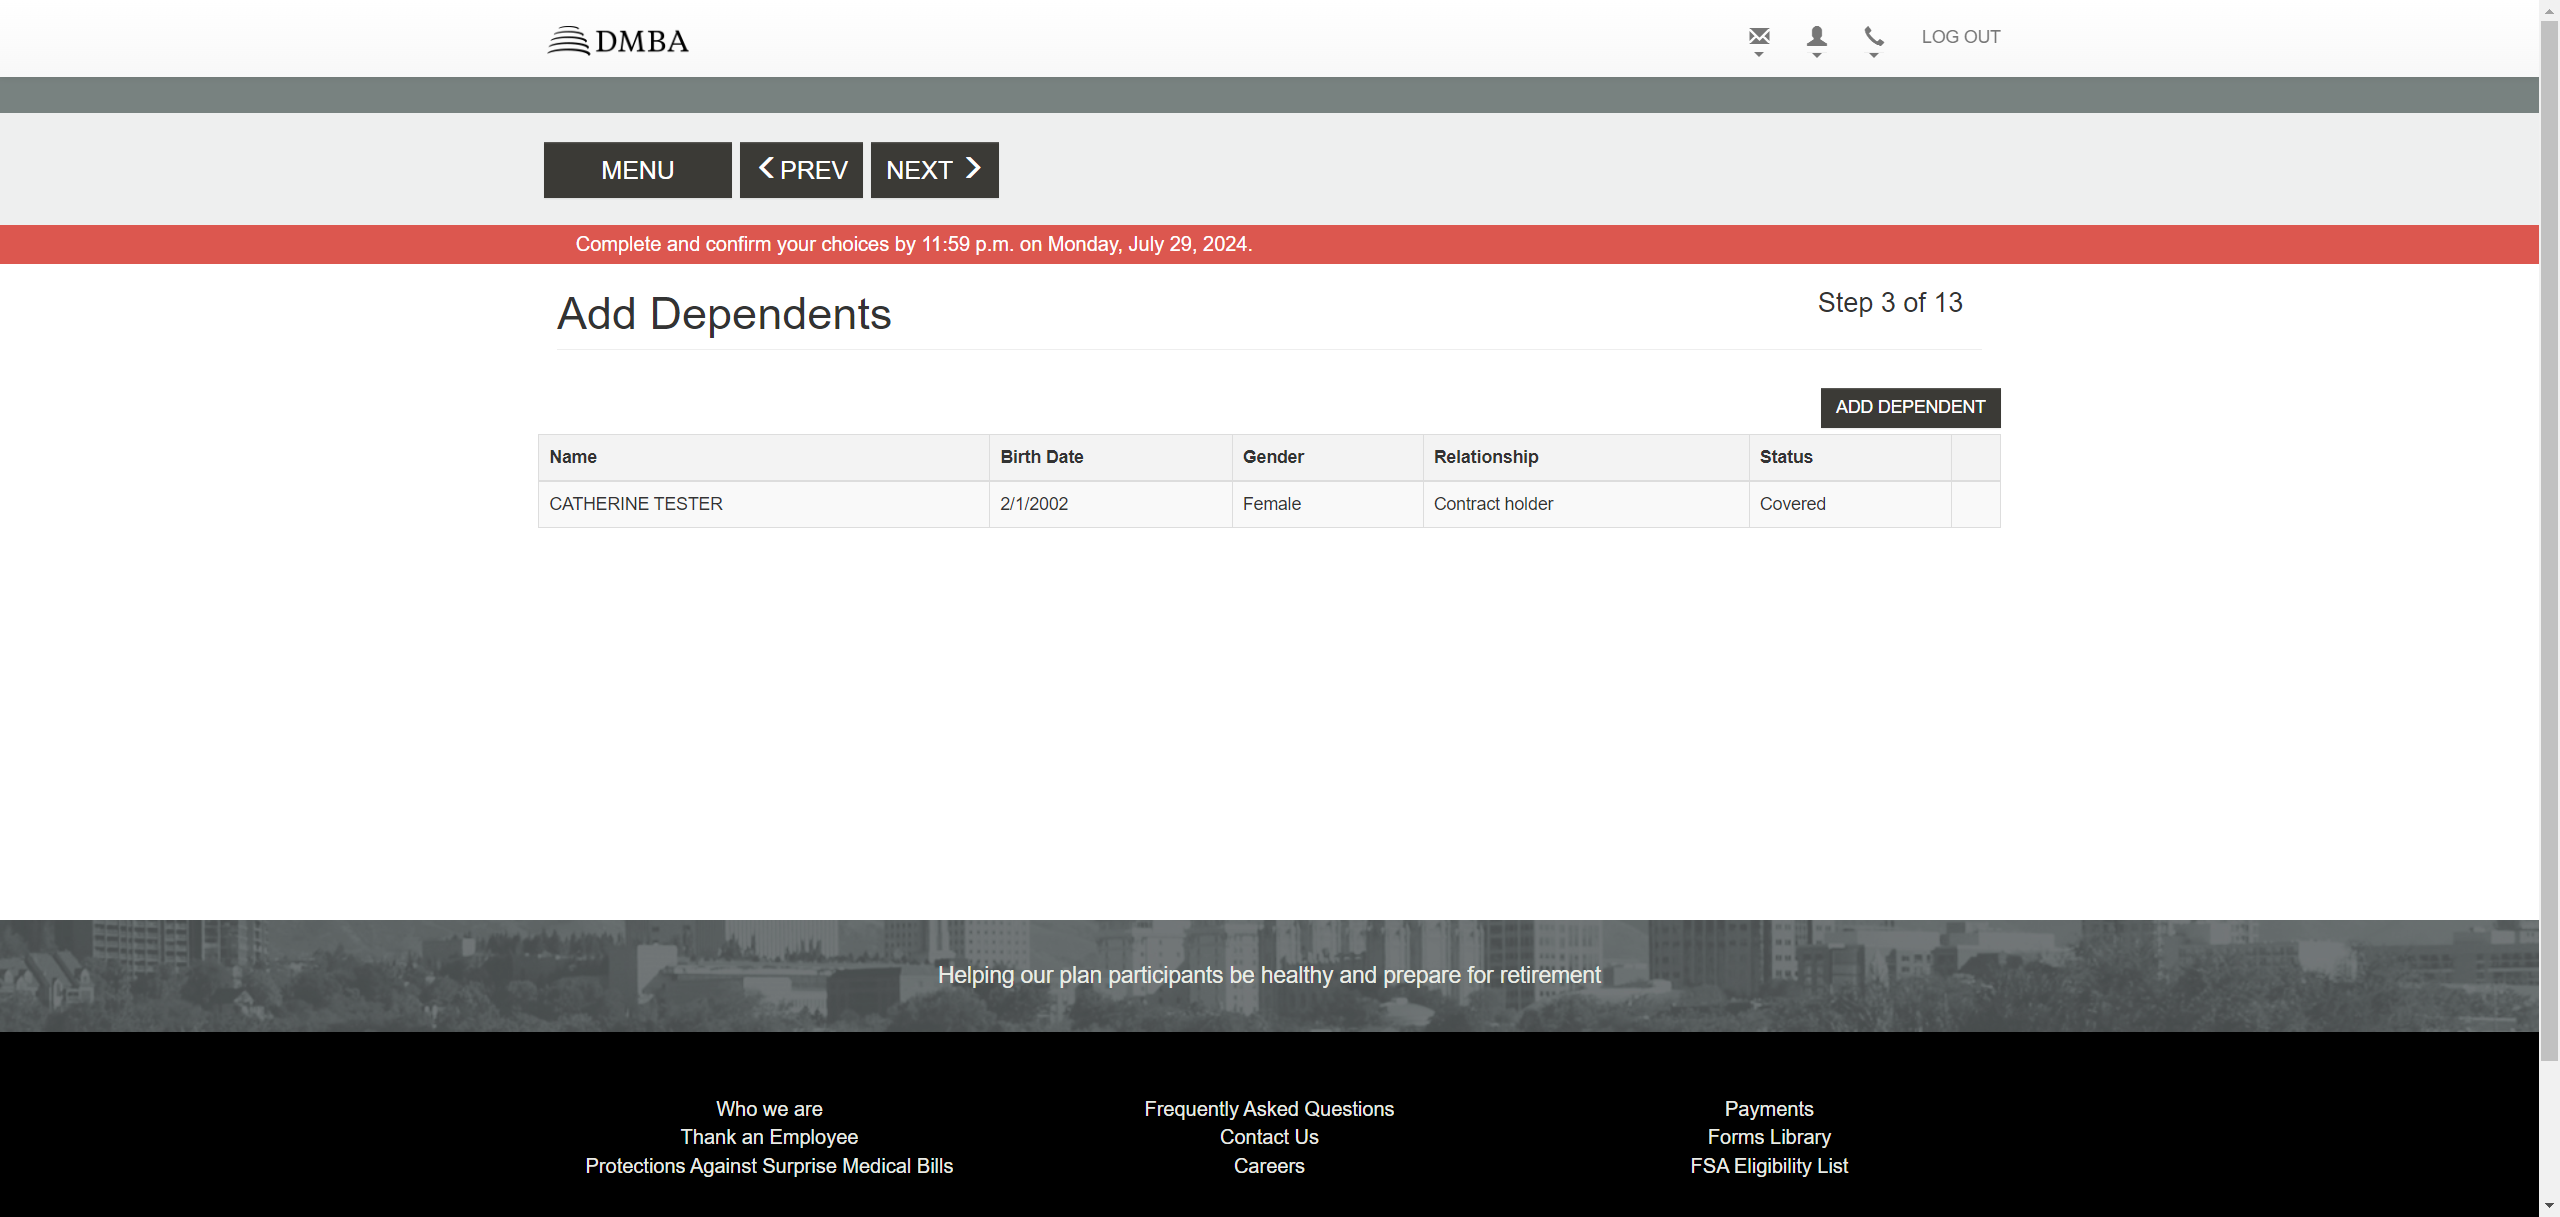 DMBA
LOG OUT
MENU
PREV
NEXT
Complete and confirm your choices by 11:59 p.m. on Monday, July 29, 2024.
Add Dependents
Step 3 of 13
ADD DEPENDENT
Name Birth Date Gender Relationship Status
CATHERINE TESTER 2/1/2002 Female Contract holder Covered
Helping our plan participants be healthy and prepare for retirement
Who we are
Thank an Employee
Protections Against Surprise Medical Bills
Frequently Asked Questions
Contact Us
Careers
Payments
Forms Library
FSA Eligibility List